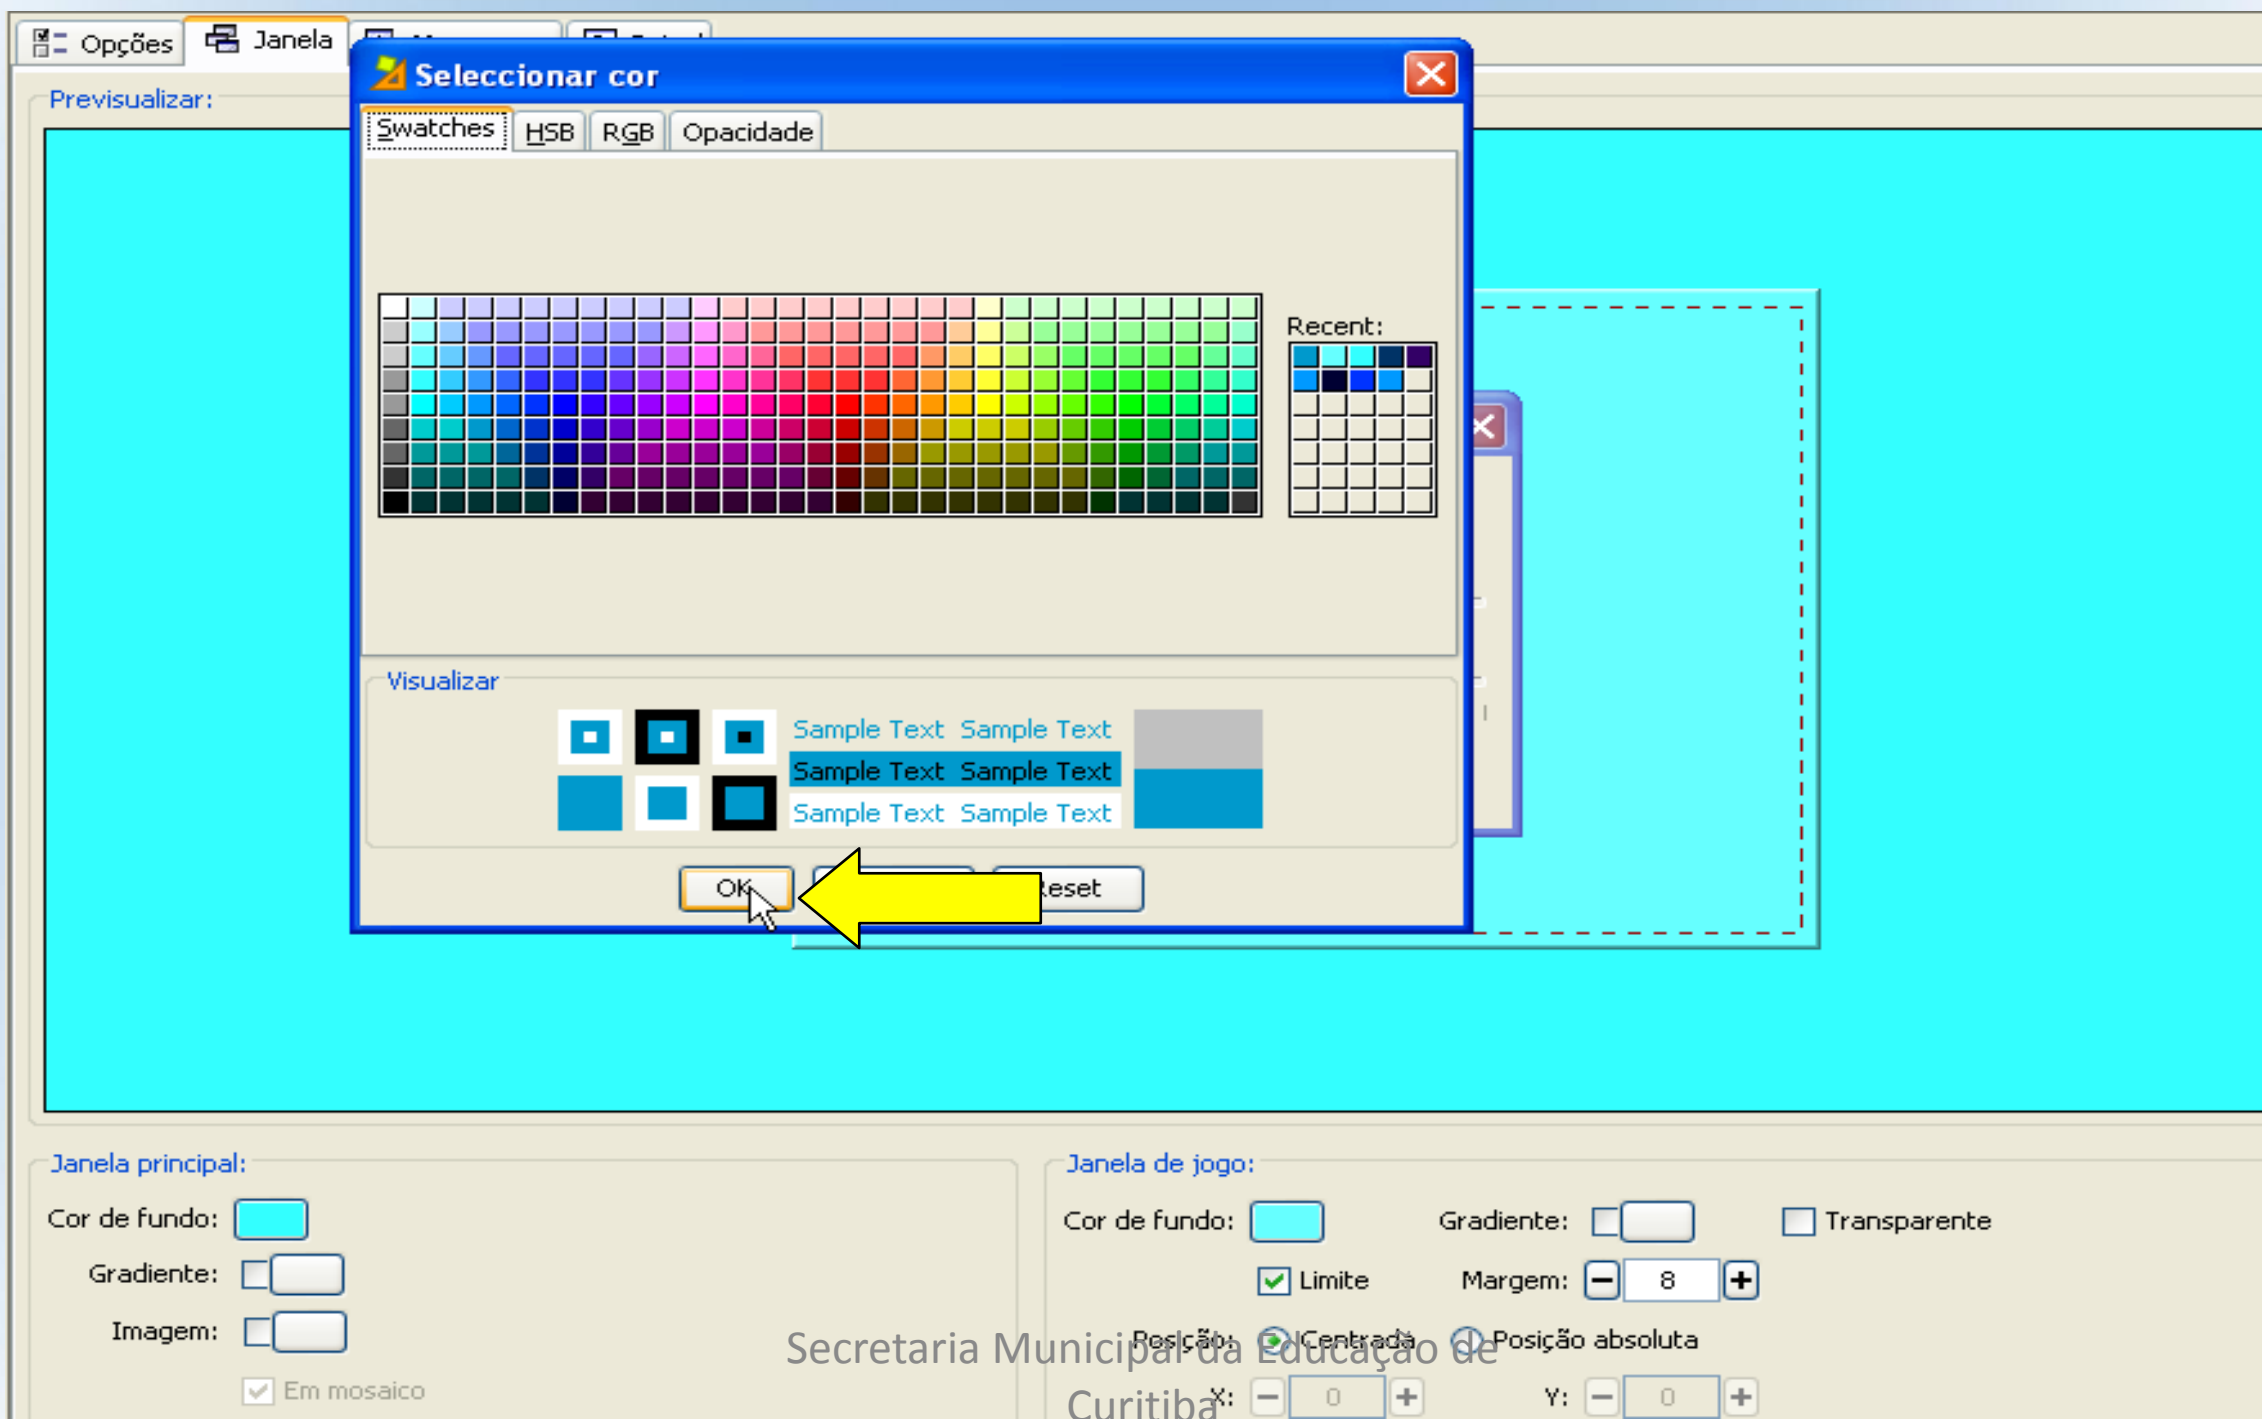 Opções Janela
Seleccionar cor
Previsualizar:
Swatches HSB RGB Opacidade
Recent:
Visualizar
Sample Text Sample Text
Sample Text Sample Text
Sample Text Sample Text
OK Reset
Janela principal:
Cor de fundo:
Gradiente:
Imagem:
Em mosaico
Janela de jogo:
Cor de fundo: Gradiente: Transparente
Limite Margem: 8
Posição: Centrada Posição absoluta
X: 0 Y: 0
Secretaria Municipal da Educação de
Curitiba